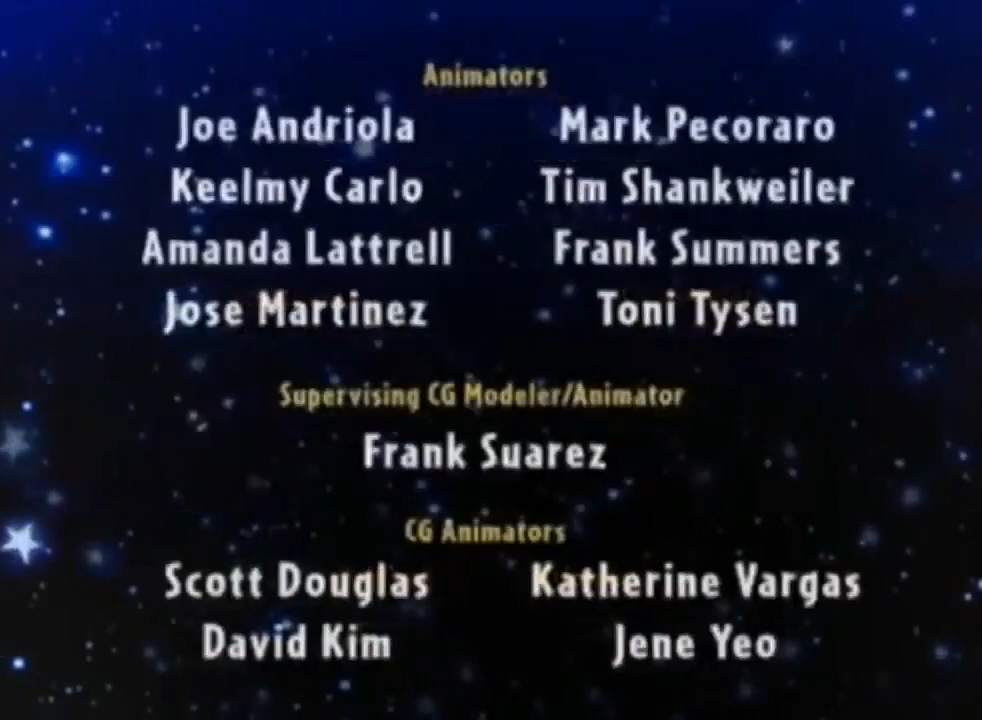 Animators
Joe Andriola Mark Pecoraro
Keelmy Carlo Tim Shankweiler
Amanda Lattrell Frank Summers
Jose Martinez Toni Tysen
Supervising CG Modeler/Animator
Frank Suarez
CG Animators
Scott Douglas Katherine Vargas
David Kim Jene Yeo